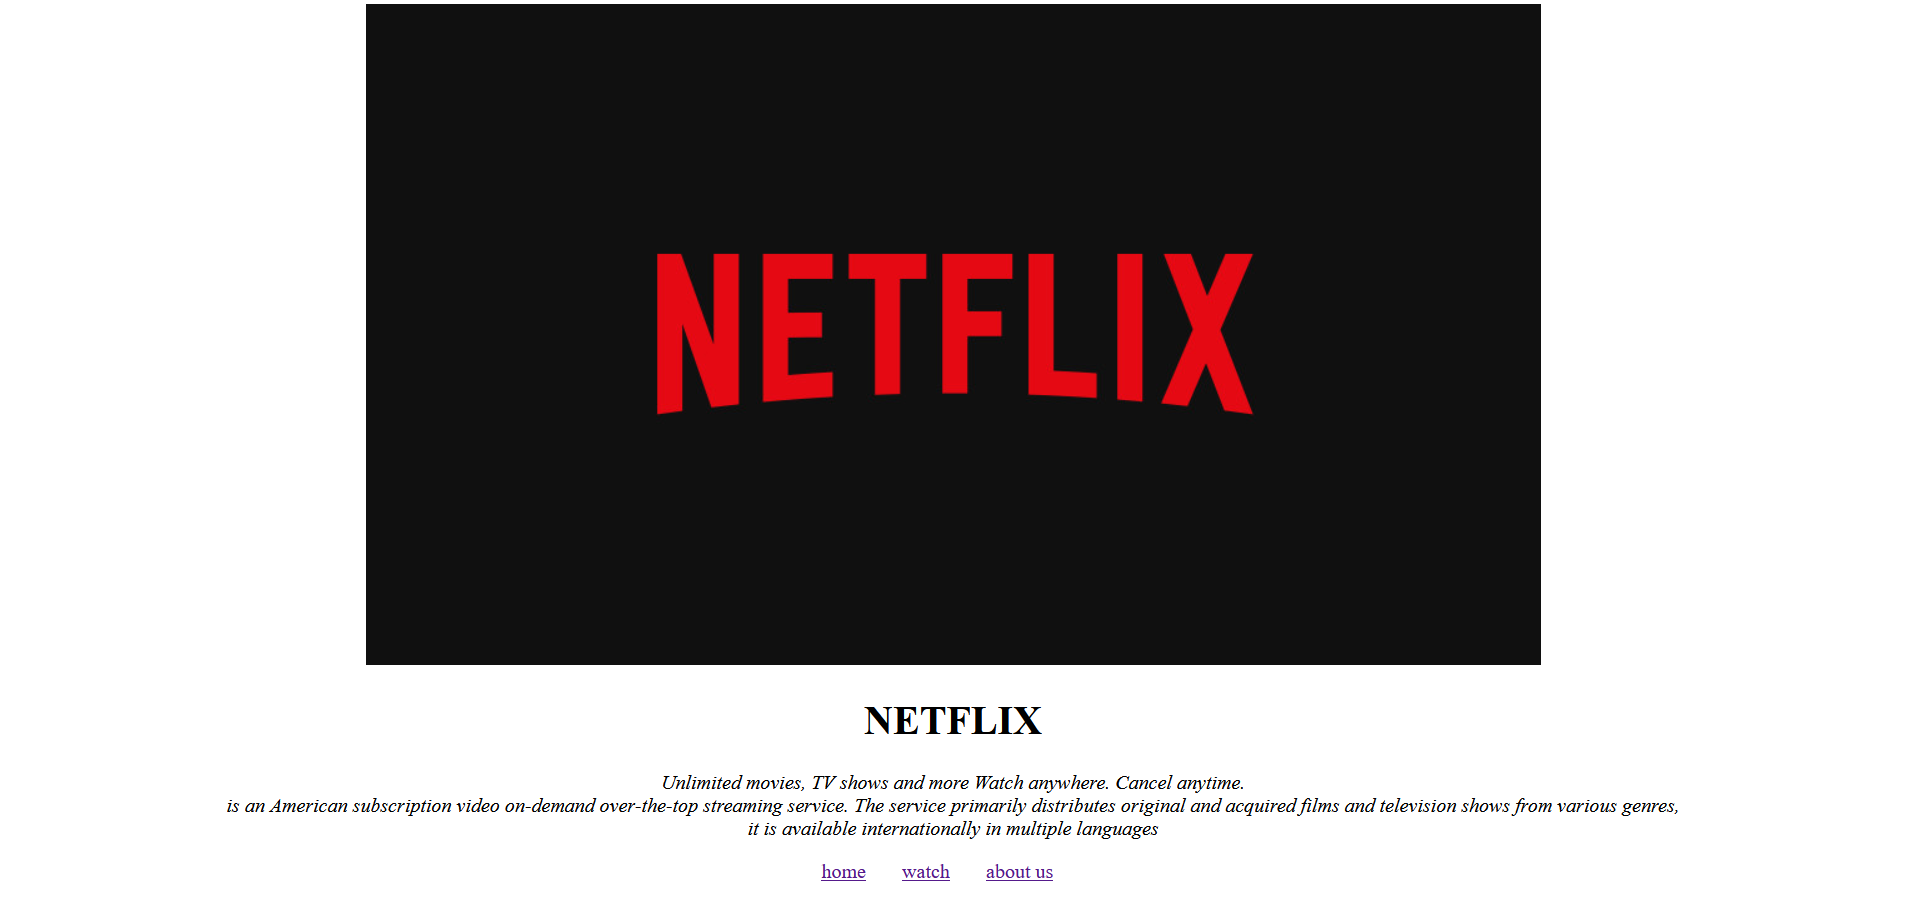 NETFLIX
NETFLIX
Unlimited movies, TV shows and more Watch anywhere. Cancel anytime.
is an American subscription video on-demand over-the-top streaming service. The service primarily distributes original and acquired films and television shows from various genres,
it is available internationally in multiple languages
home watch about us